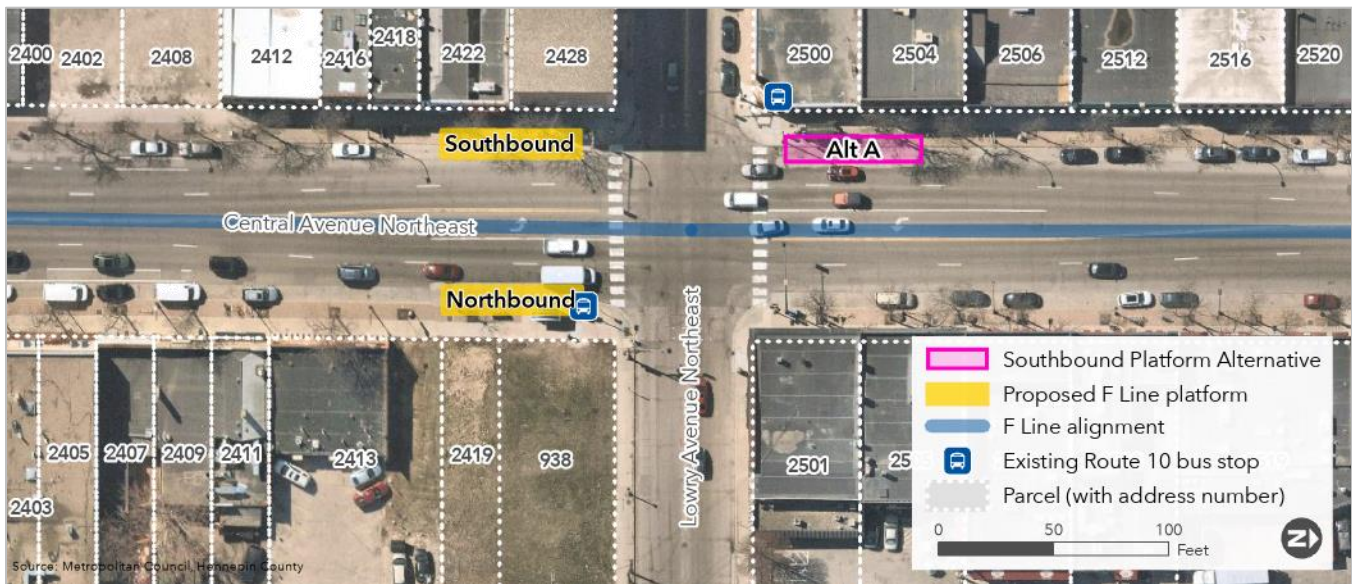 2400
2402
2408
2412
2416
2418
2422
2428
2500
2504
2506
2512
2516
2520
Southbound
Alt A
Central Avenue Northeast
Northbound
Lowry Avenue Northeast
2403
2405
2407
2409
2411
2413
2419
938
2501
Southbound Platform Alternative
Proposed F Line platform
F Line alignment
Existing Route 10 bus stop
Parcel (with address number)
0 50 100
Feet
N
Source: Metropolitan Council, Hennepin County